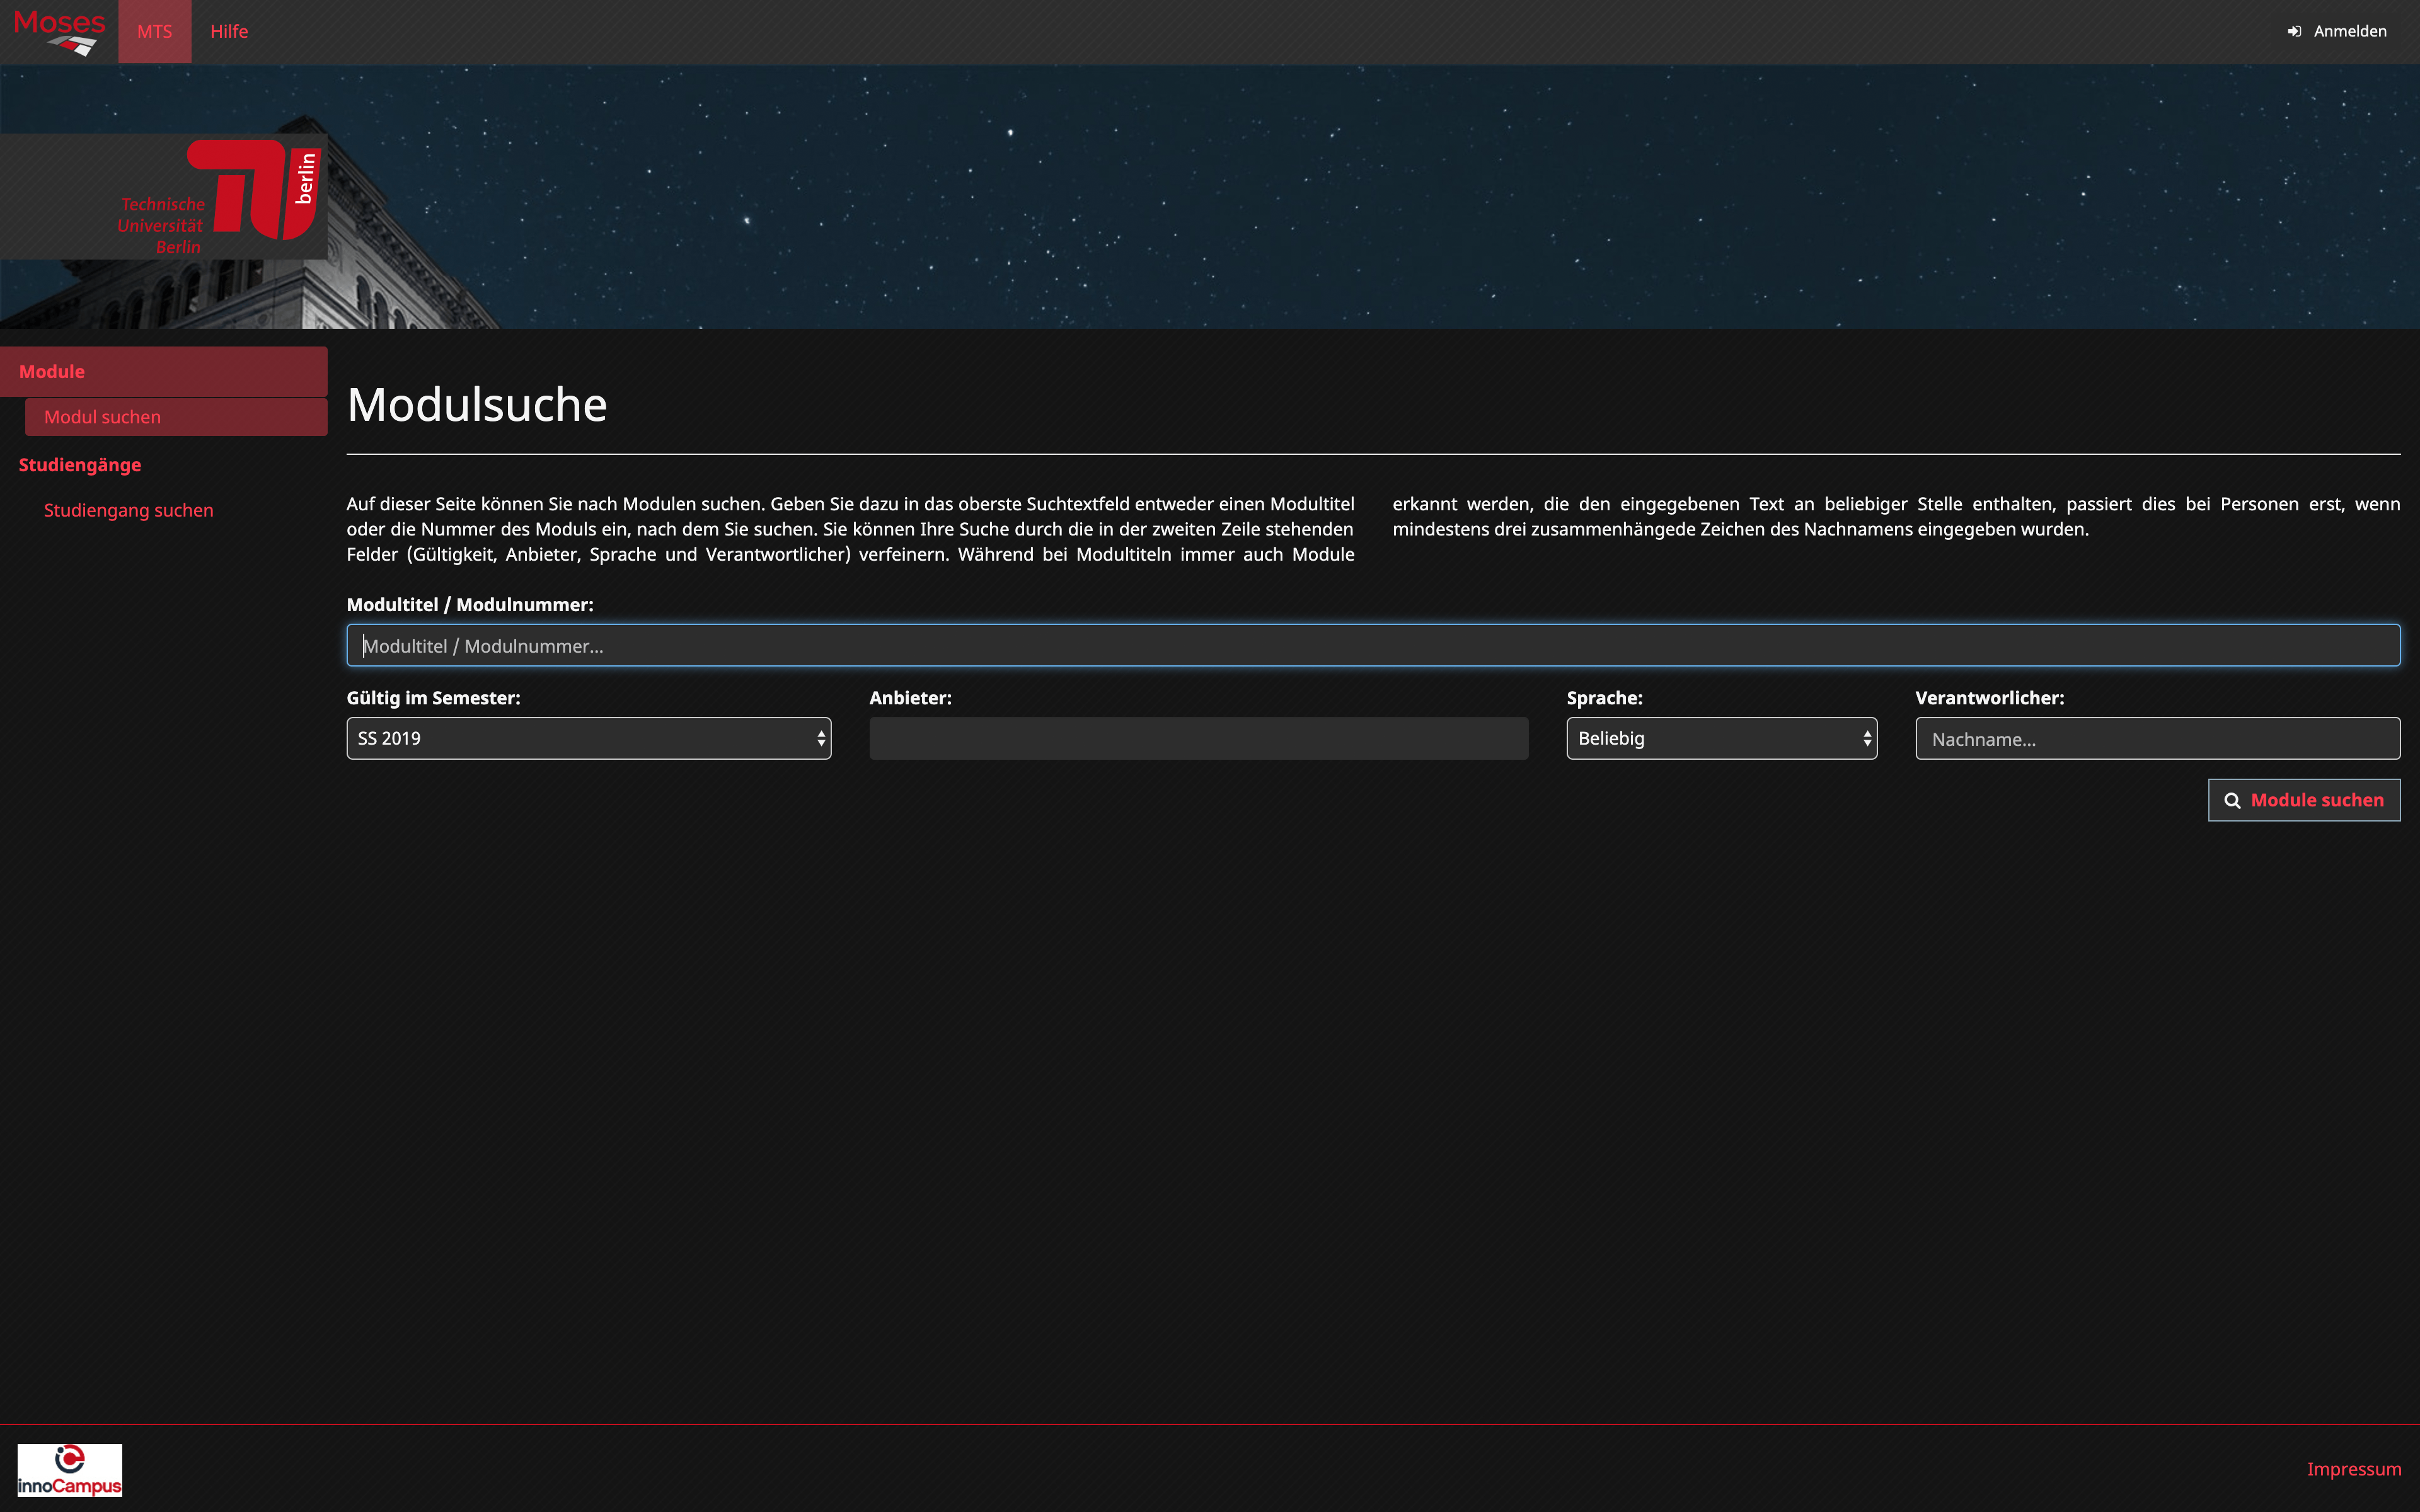 Moses
MTS
Hilfe
Anmelden
Technische
Universität
Berlin
berlin
Module
Modul suchen
Studiengänge
Studiengang suchen
Modulsuche
Auf dieser Seite können Sie nach Modulen suchen. Geben Sie dazu in das oberste Suchtextfeld entweder einen Modultitel
oder die Nummer des Moduls ein, nach dem Sie suchen. Sie können Ihre Suche durch die in der zweiten Zeile stehenden
Felder (Gültigkeit, Anbieter, Sprache und Verantwortlicher) verfeinern. Während bei Modultiteln immer auch Module
erkannt werden, die den eingegebenen Text an beliebiger Stelle enthalten, passiert dies bei Personen erst, wenn
mindestens drei zusammenhängede Zeichen des Nachnamens eingegeben wurden.
Modultitel / Modulnummer:
Modultitel / Modulnummer...
Gültig im Semester:
Anbieter:
Sprache:
Verantworlicher:
SS 2019
Beliebig
Nachname...
Module suchen
innoCampus
Impressum